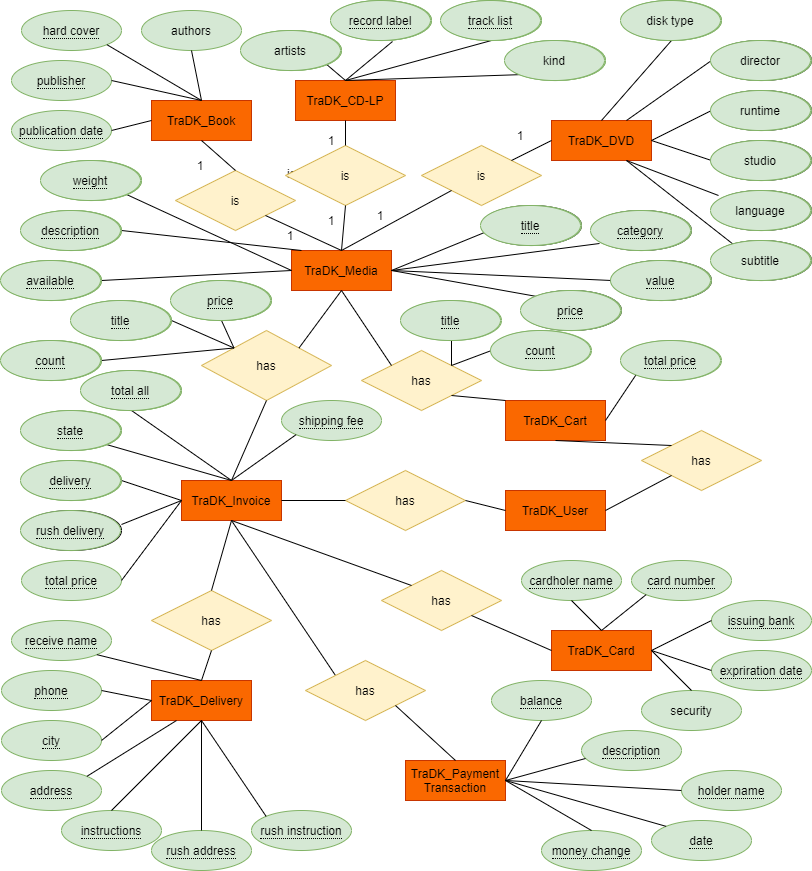 record label
track list
disk type
hard cover
authors
artists
kind
director
publisher
TraDK_CD-LP
runtime
publication date
TraDK_Book
TraDK_DVD
1
1
1
studio
weight
is
is
is
language
1
1
1
description
title
category
subtitle
available
TraDK_Media
value
price
title
price
title
count
count
has
has
total price
total all
state
shipping fee
TraDK_Cart
has
delivery
TraDK_Invoice
has
TraDK_User
rush delivery
total price
cardholer name
card number
has
has
issuing bank
receive name
TraDK_Card
expriration date
phone
TraDK_Delivery
has
balance
security
city
description
address
TraDK_Payment
Transaction
holder name
instructions
rush instruction
rush address
date
money change